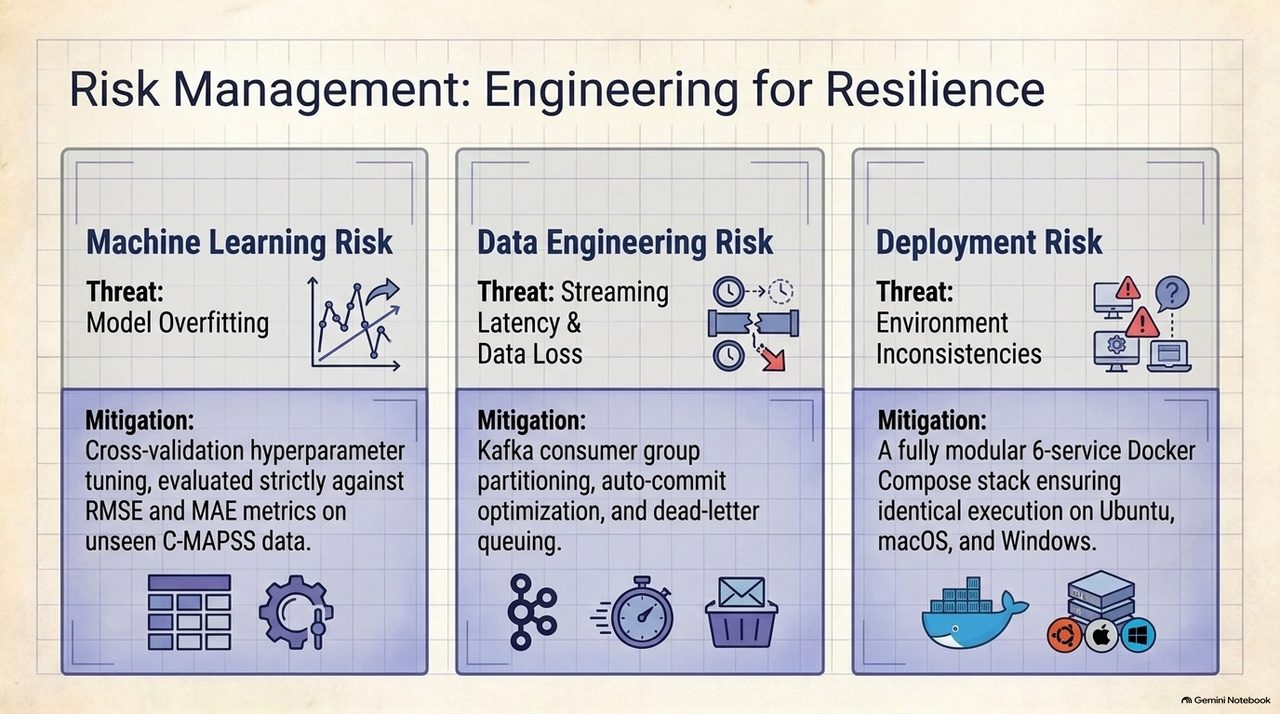 Risk Management: Engineering for Resilience
Machine Learning Risk
Threat:
Model Overfitting
Mitigation:
Cross-validation hyperparameter
tuning, evaluated strictly against
RMSE and MAE metrics on
unseen C-MAPSS data.
Data Engineering Risk
Threat: Streaming
Latency &
Data Loss
Mitigation:
Kafka consumer group
partitioning, auto-commit
optimization, and dead-letter
queuing.
Deployment Risk
Threat:
Environment
Inconsistencies
Mitigation:
A fully modular 6-service Docker
Compose stack ensuring
identical execution on Ubuntu,
macOS, and Windows.
Gemini Notebook